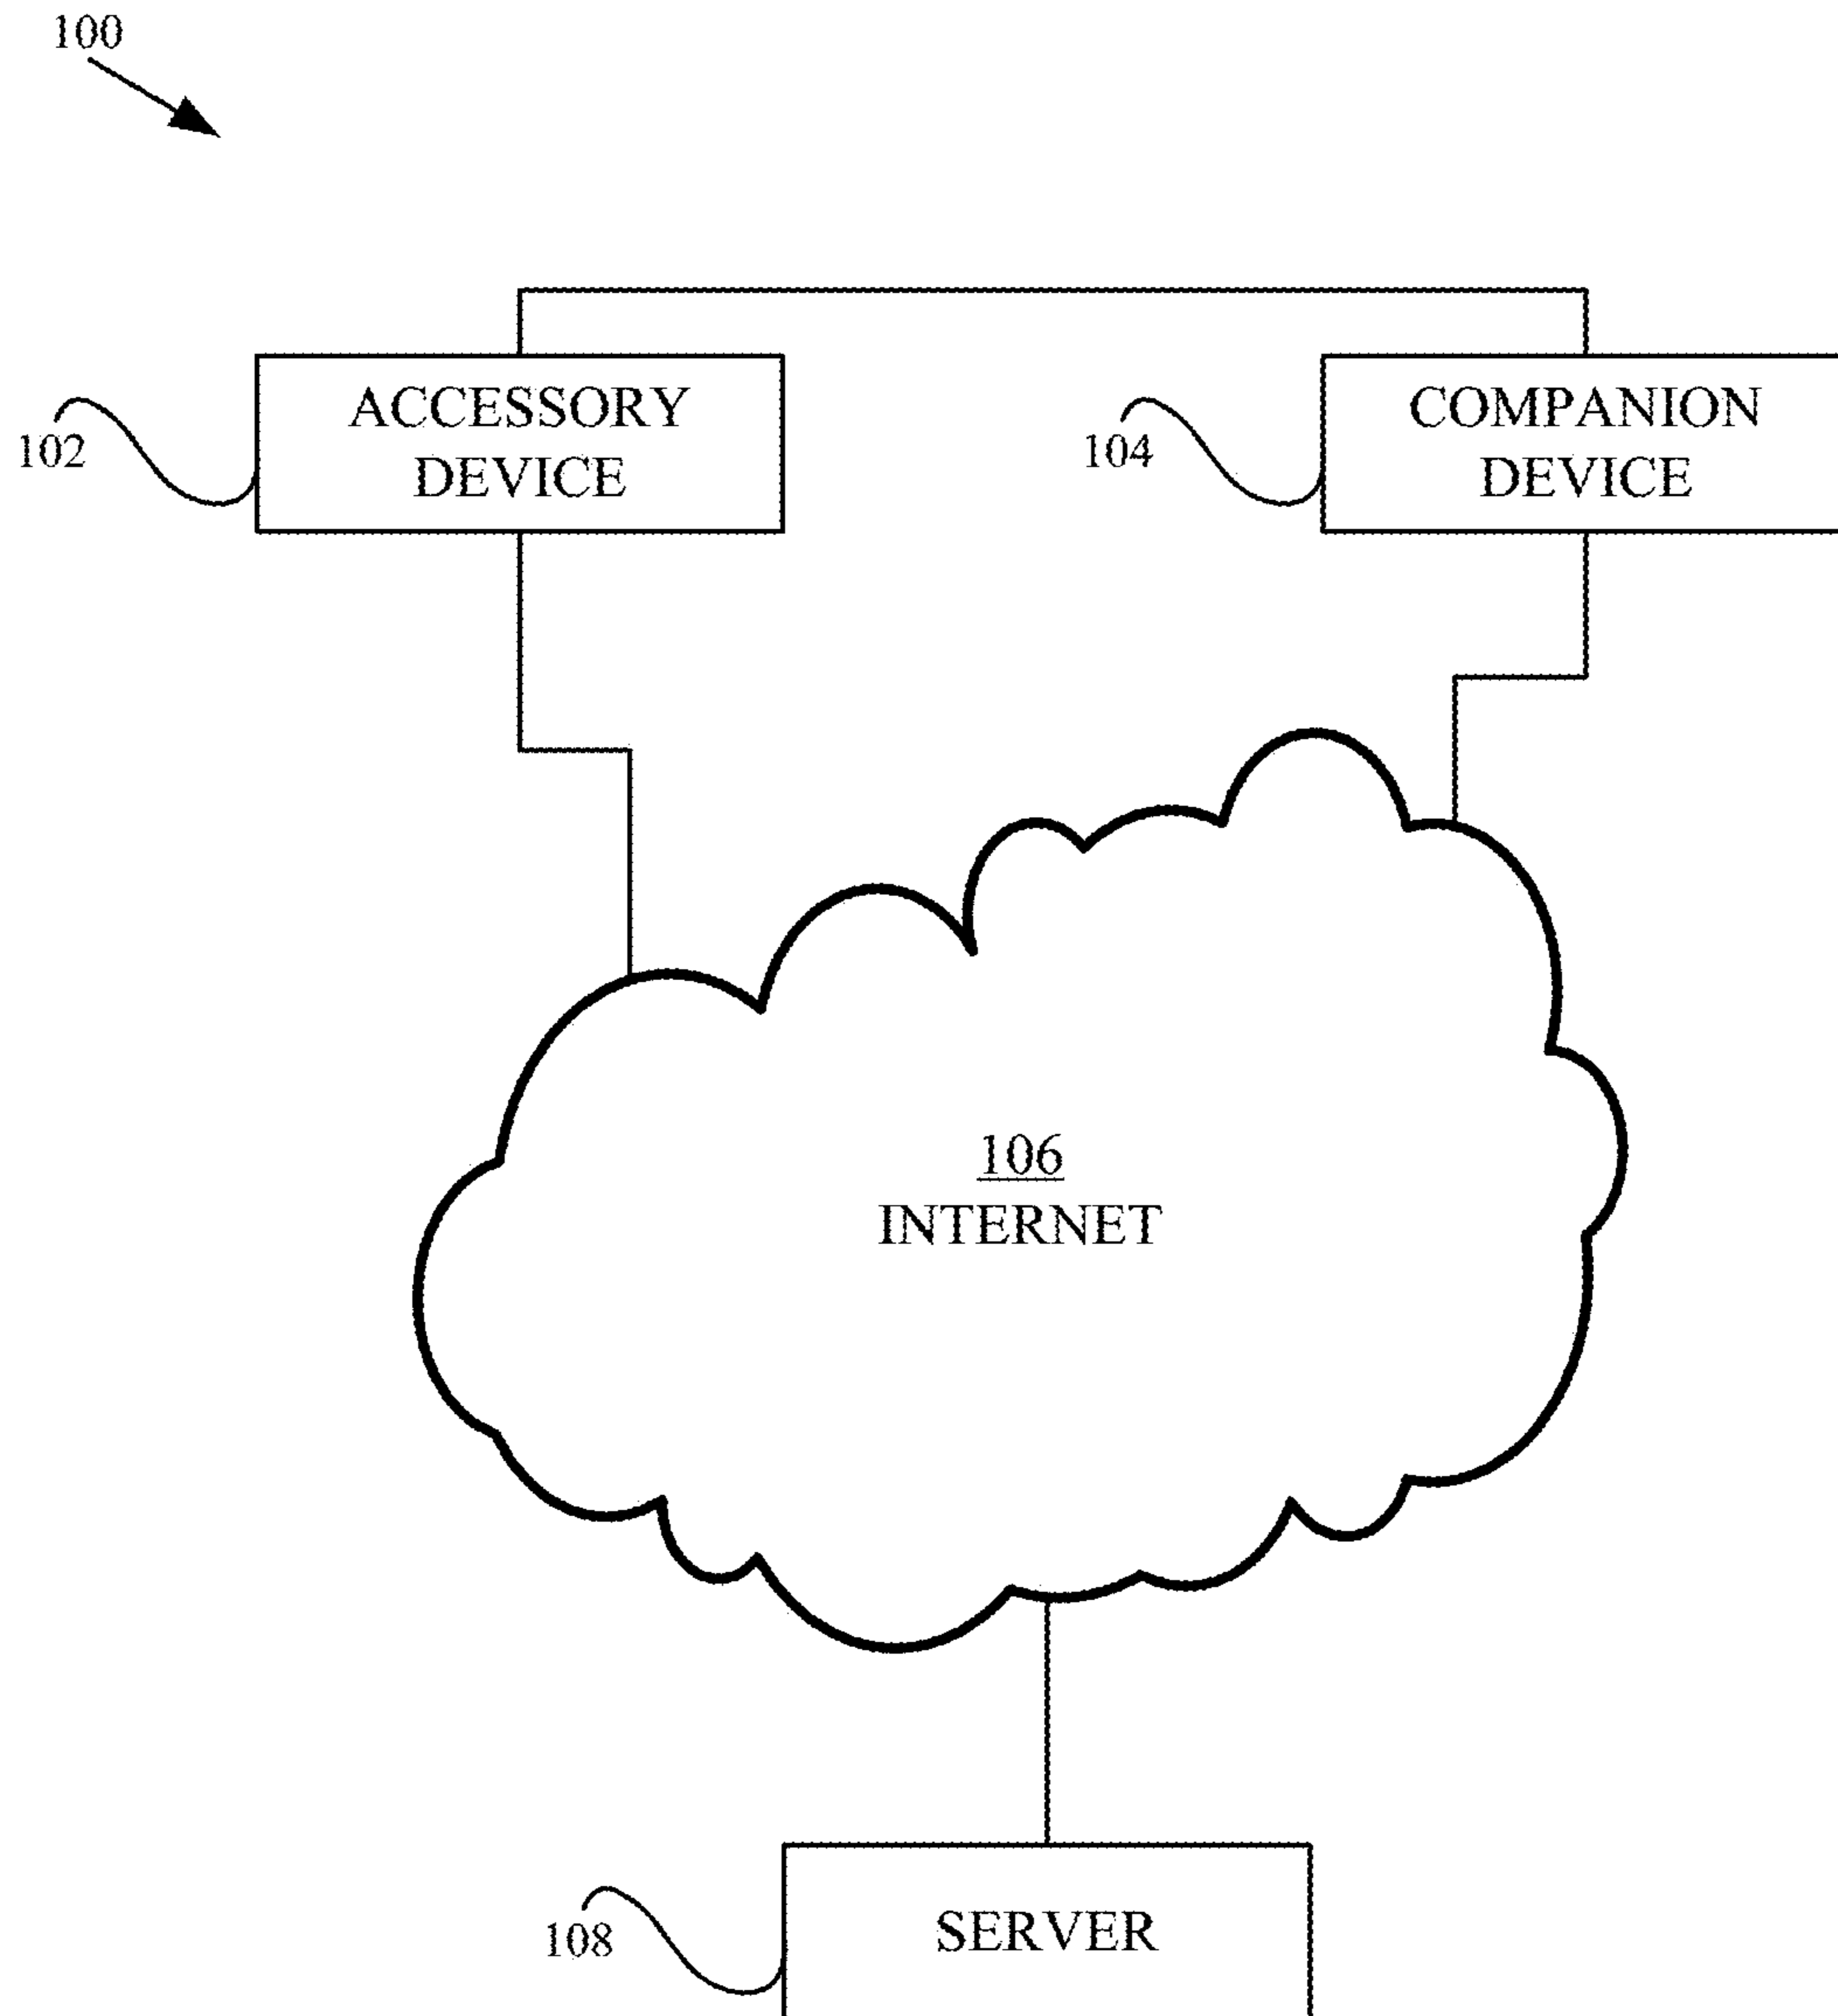 100
ACCESSORY
DEVICE
102
COMPANION
DEVICE
104
106
INTERNET
SERVER
108